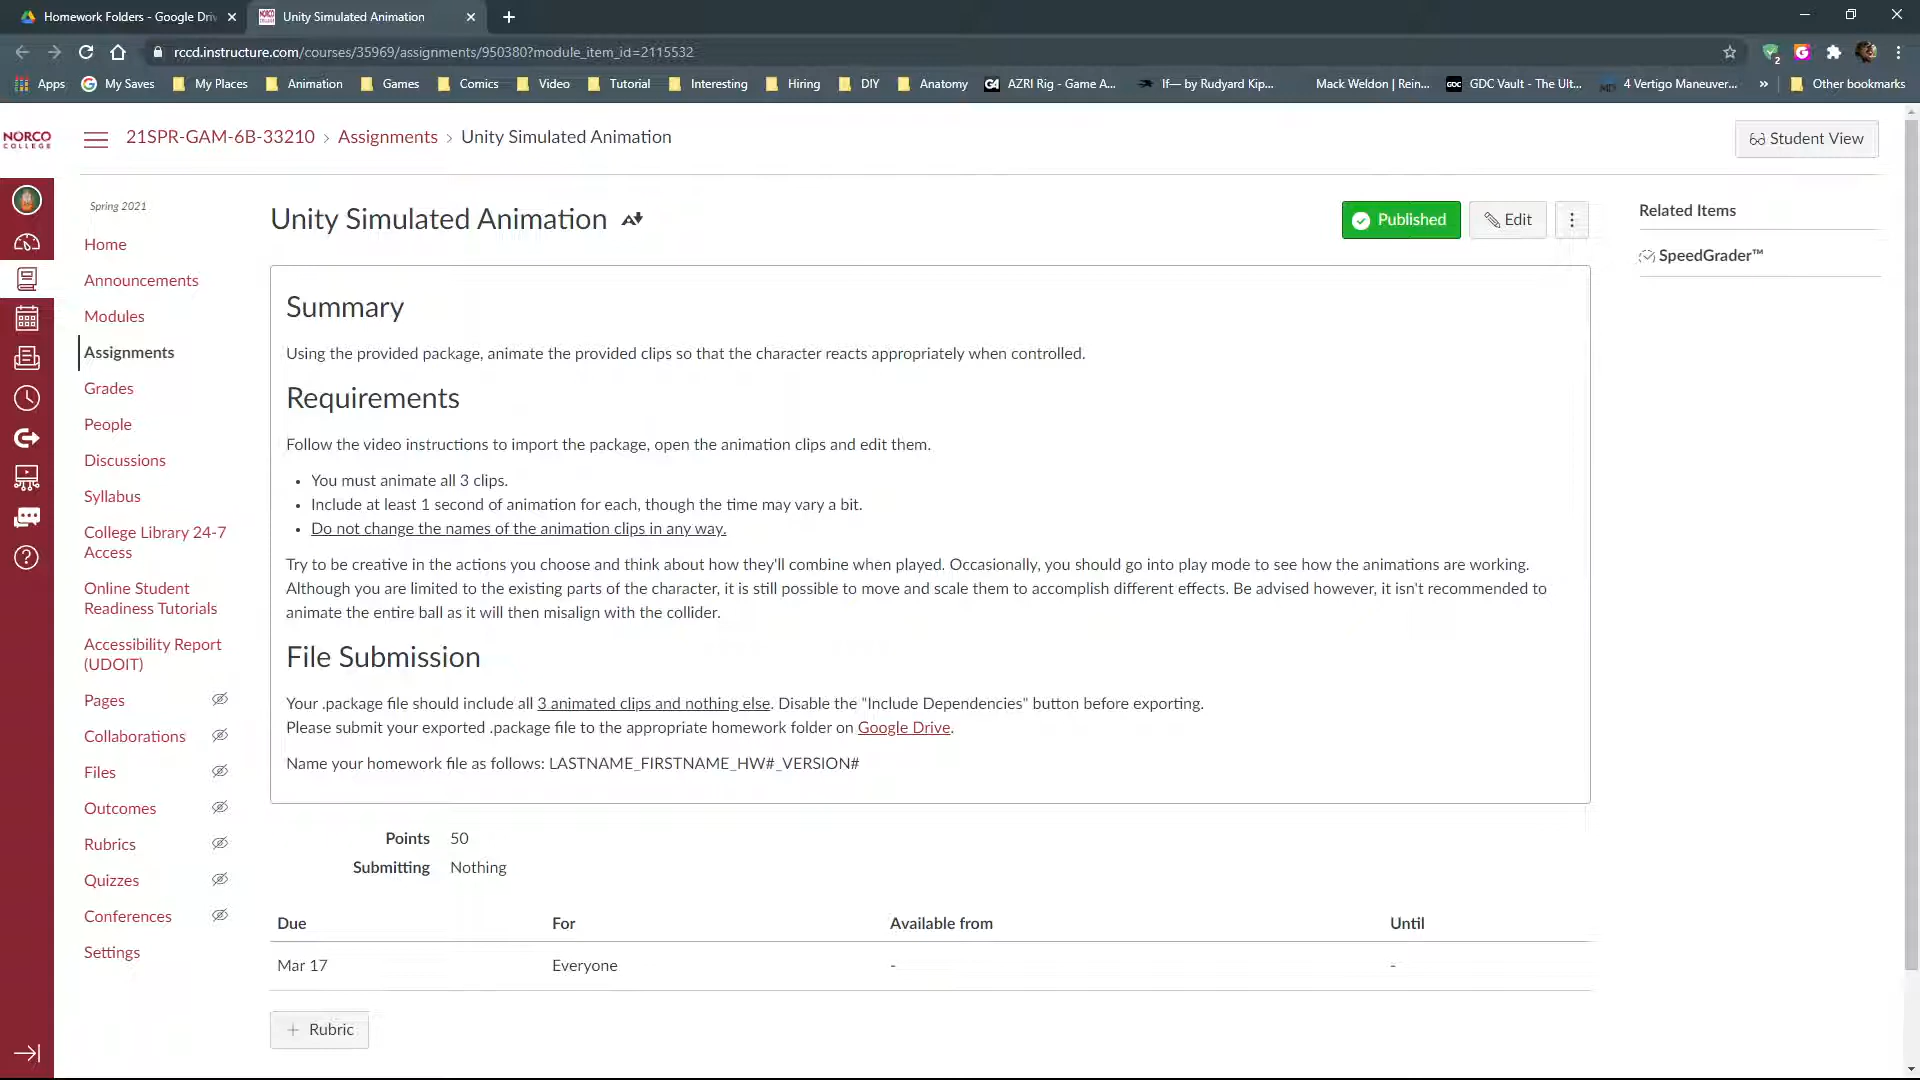 Homework Folders - Google Driv
Unity Simulated Animation
rccd.instructure.com/courses/35969/assignments/950380?module_item_id=2115532
2
Apps
My Saves
My Places
Animation
Games
Comics
Video
Tutorial
Interesting
Hiring
DIY
Anatomy
AZRI Rig - Game A...
If— by Rudyard Kip...
Mack Weldon | Rein...
GDC Vault - The Ult...
4 Vertigo Maneuver...
»
Other bookmarks
NORCO
COLLEGE
21SPR-GAM-6B-33210 › Assignments › Unity Simulated Animation
Student View
Spring 2021
Home
Announcements
Modules
Assignments
Grades
People
Discussions
Syllabus
College Library 24-7
Access
Online Student
Readiness Tutorials
Accessibility Report
(UDOIT)
Pages
Collaborations
Files
Outcomes
Rubrics
Quizzes
Conferences
Settings
Unity Simulated Animation
Published
Edit
Related Items
SpeedGrader™
Summary
Using the provided package, animate the provided clips so that the character reacts appropriately when controlled.
Requirements
Follow the video instructions to import the package, open the animation clips and edit them.
• You must animate all 3 clips.
• Include at least 1 second of animation for each, though the time may vary a bit.
• Do not change the names of the animation clips in any way.
Try to be creative in the actions you choose and think about how they'll combine when played. Occasionally, you should go into play mode to see how the animations are working.
Although you are limited to the existing parts of the character, it is still possible to move and scale them to accomplish different effects. Be advised however, it isn't recommended to
animate the entire ball as it will then misalign with the collider.
File Submission
Your .package file should include all 3 animated clips and nothing else. Disable the "Include Dependencies" button before exporting.
Please submit your exported .package file to the appropriate homework folder on Google Drive.
Name your homework file as follows: LASTNAME_FIRSTNAME_HW#_VERSION#
Points 50
Submitting Nothing
Due For Available from Until
Mar 17 Everyone - -
+ Rubric